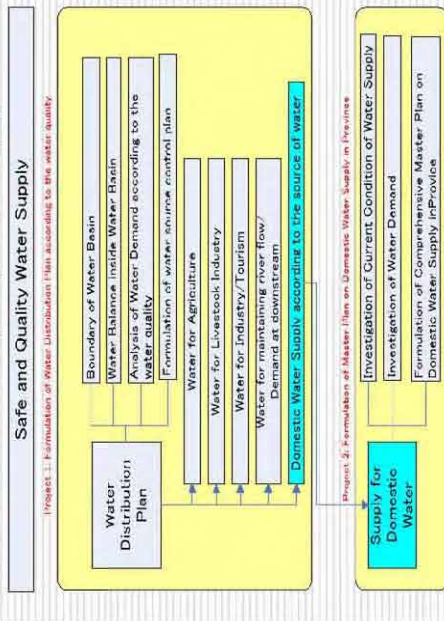 Safe and Quality Water Supply
Project 1: Formulation of Water Distribution Plan according to the water quality
Water
Distribution
Plan
Boundary of Water Basin
Water Balance inside Water Basin
Analysis of Water Demand according to the
water quality
Formulation of water source control plan
Water for Agriculture
Water for Livestock Industry
Water for Industry/Tourism
Water for maintaining river flow/
Demand at downstream
Domestic Water Supply according to the source of water
Project 2: Formulation of Master Plan on Domestic Water Supply in Province
Supply for
Domestic
Water
Investigation of Current Condition of Water Supply
Investigation of Water Demand
Formulation of Comprehensive Master Plan on
Domestic Water Supply inProvice